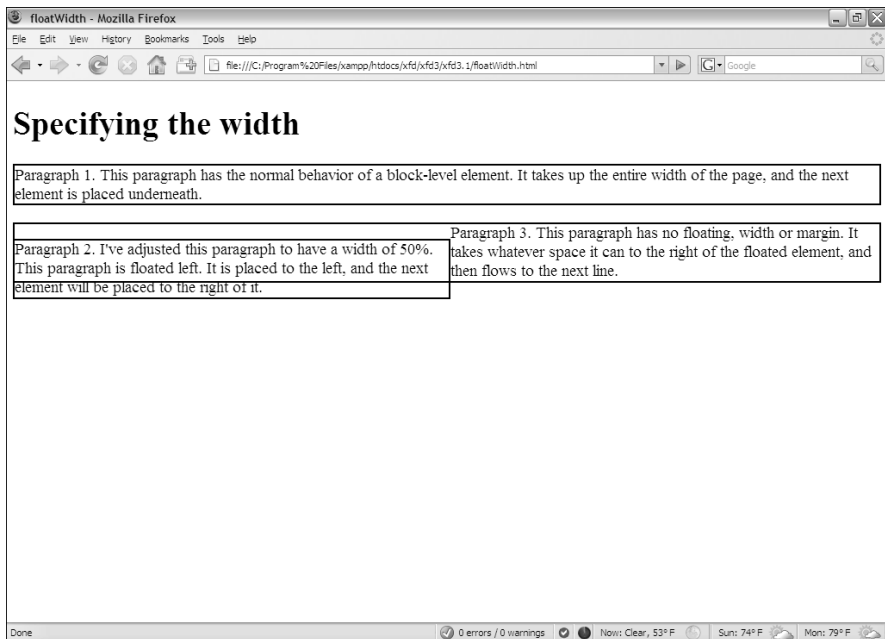 floatWidth - Mozilla Firefox
File Edit View History Bookmarks Tools Help
file:///C:/Program%20Files/xampp/htdocs/xfd/xfd3/xfd3.1/floatWidth.html
G Google
Specifying the width
Paragraph 1. This paragraph has the normal behavior of a block-level element. It takes up the entire width of the page, and the next
element is placed underneath.
Paragraph 2. I've adjusted this paragraph to have a width of 50%.
This paragraph is floated left. It is placed to the left, and the next
element will be placed to the right of it.
Paragraph 3. This paragraph has no floating, width or margin. It
takes whatever space it can to the right of the floated element, and
then flows to the next line.
Done 0 errors / 0 warnings Now: Clear, 53° F Sun: 74° F Mon: 79° F